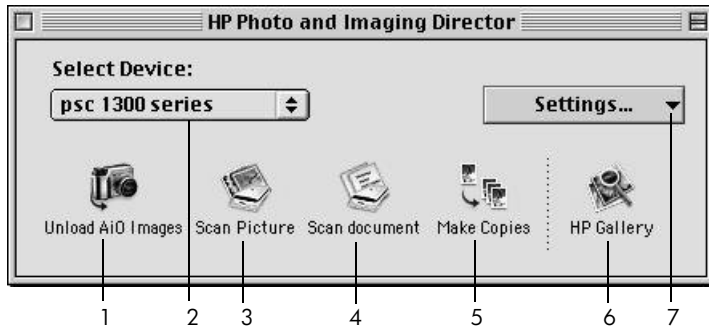 HP Photo and Imaging Director
Select Device:
psc 1300 series
Settings...
Unload AiO Images Scan Picture Scan document Make Copies HP Gallery
1 2 3 4 5 6 7